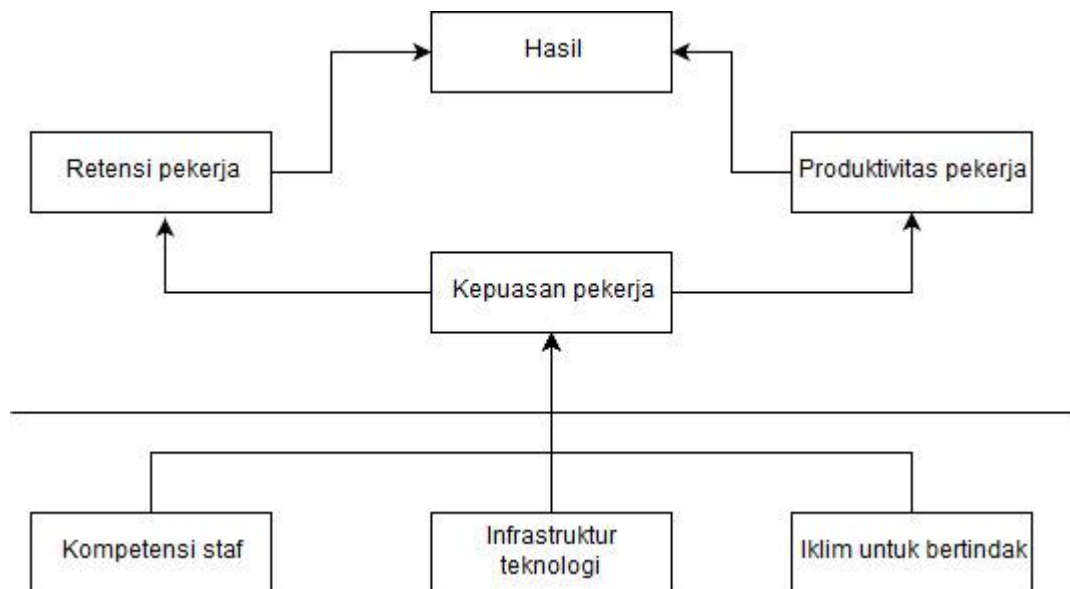 Hasil
Retensi pekerja
Produktivitas pekerja
Kepuasan pekerja
Kompetensi staf
Infrastruktur
teknologi
Iklim untuk bertindak